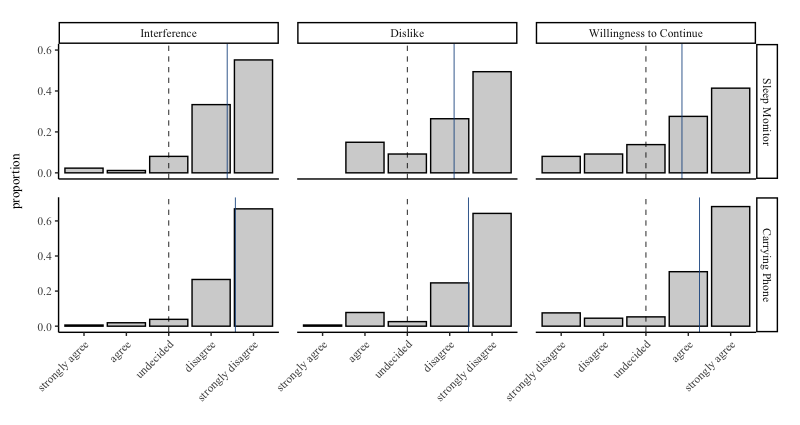 Interference
Dislike
Willingness to Continue
0.6
0.4
0.2
0.0
Sleep Monitor
proportion
0.6
0.4
0.2
0.0
Carrying Phone
strongly agree
agree
undecided
disagree
strongly disagree
strongly agree
agree
undecided
disagree
strongly disagree
strongly disagree
disagree
undecided
agree
strongly agree